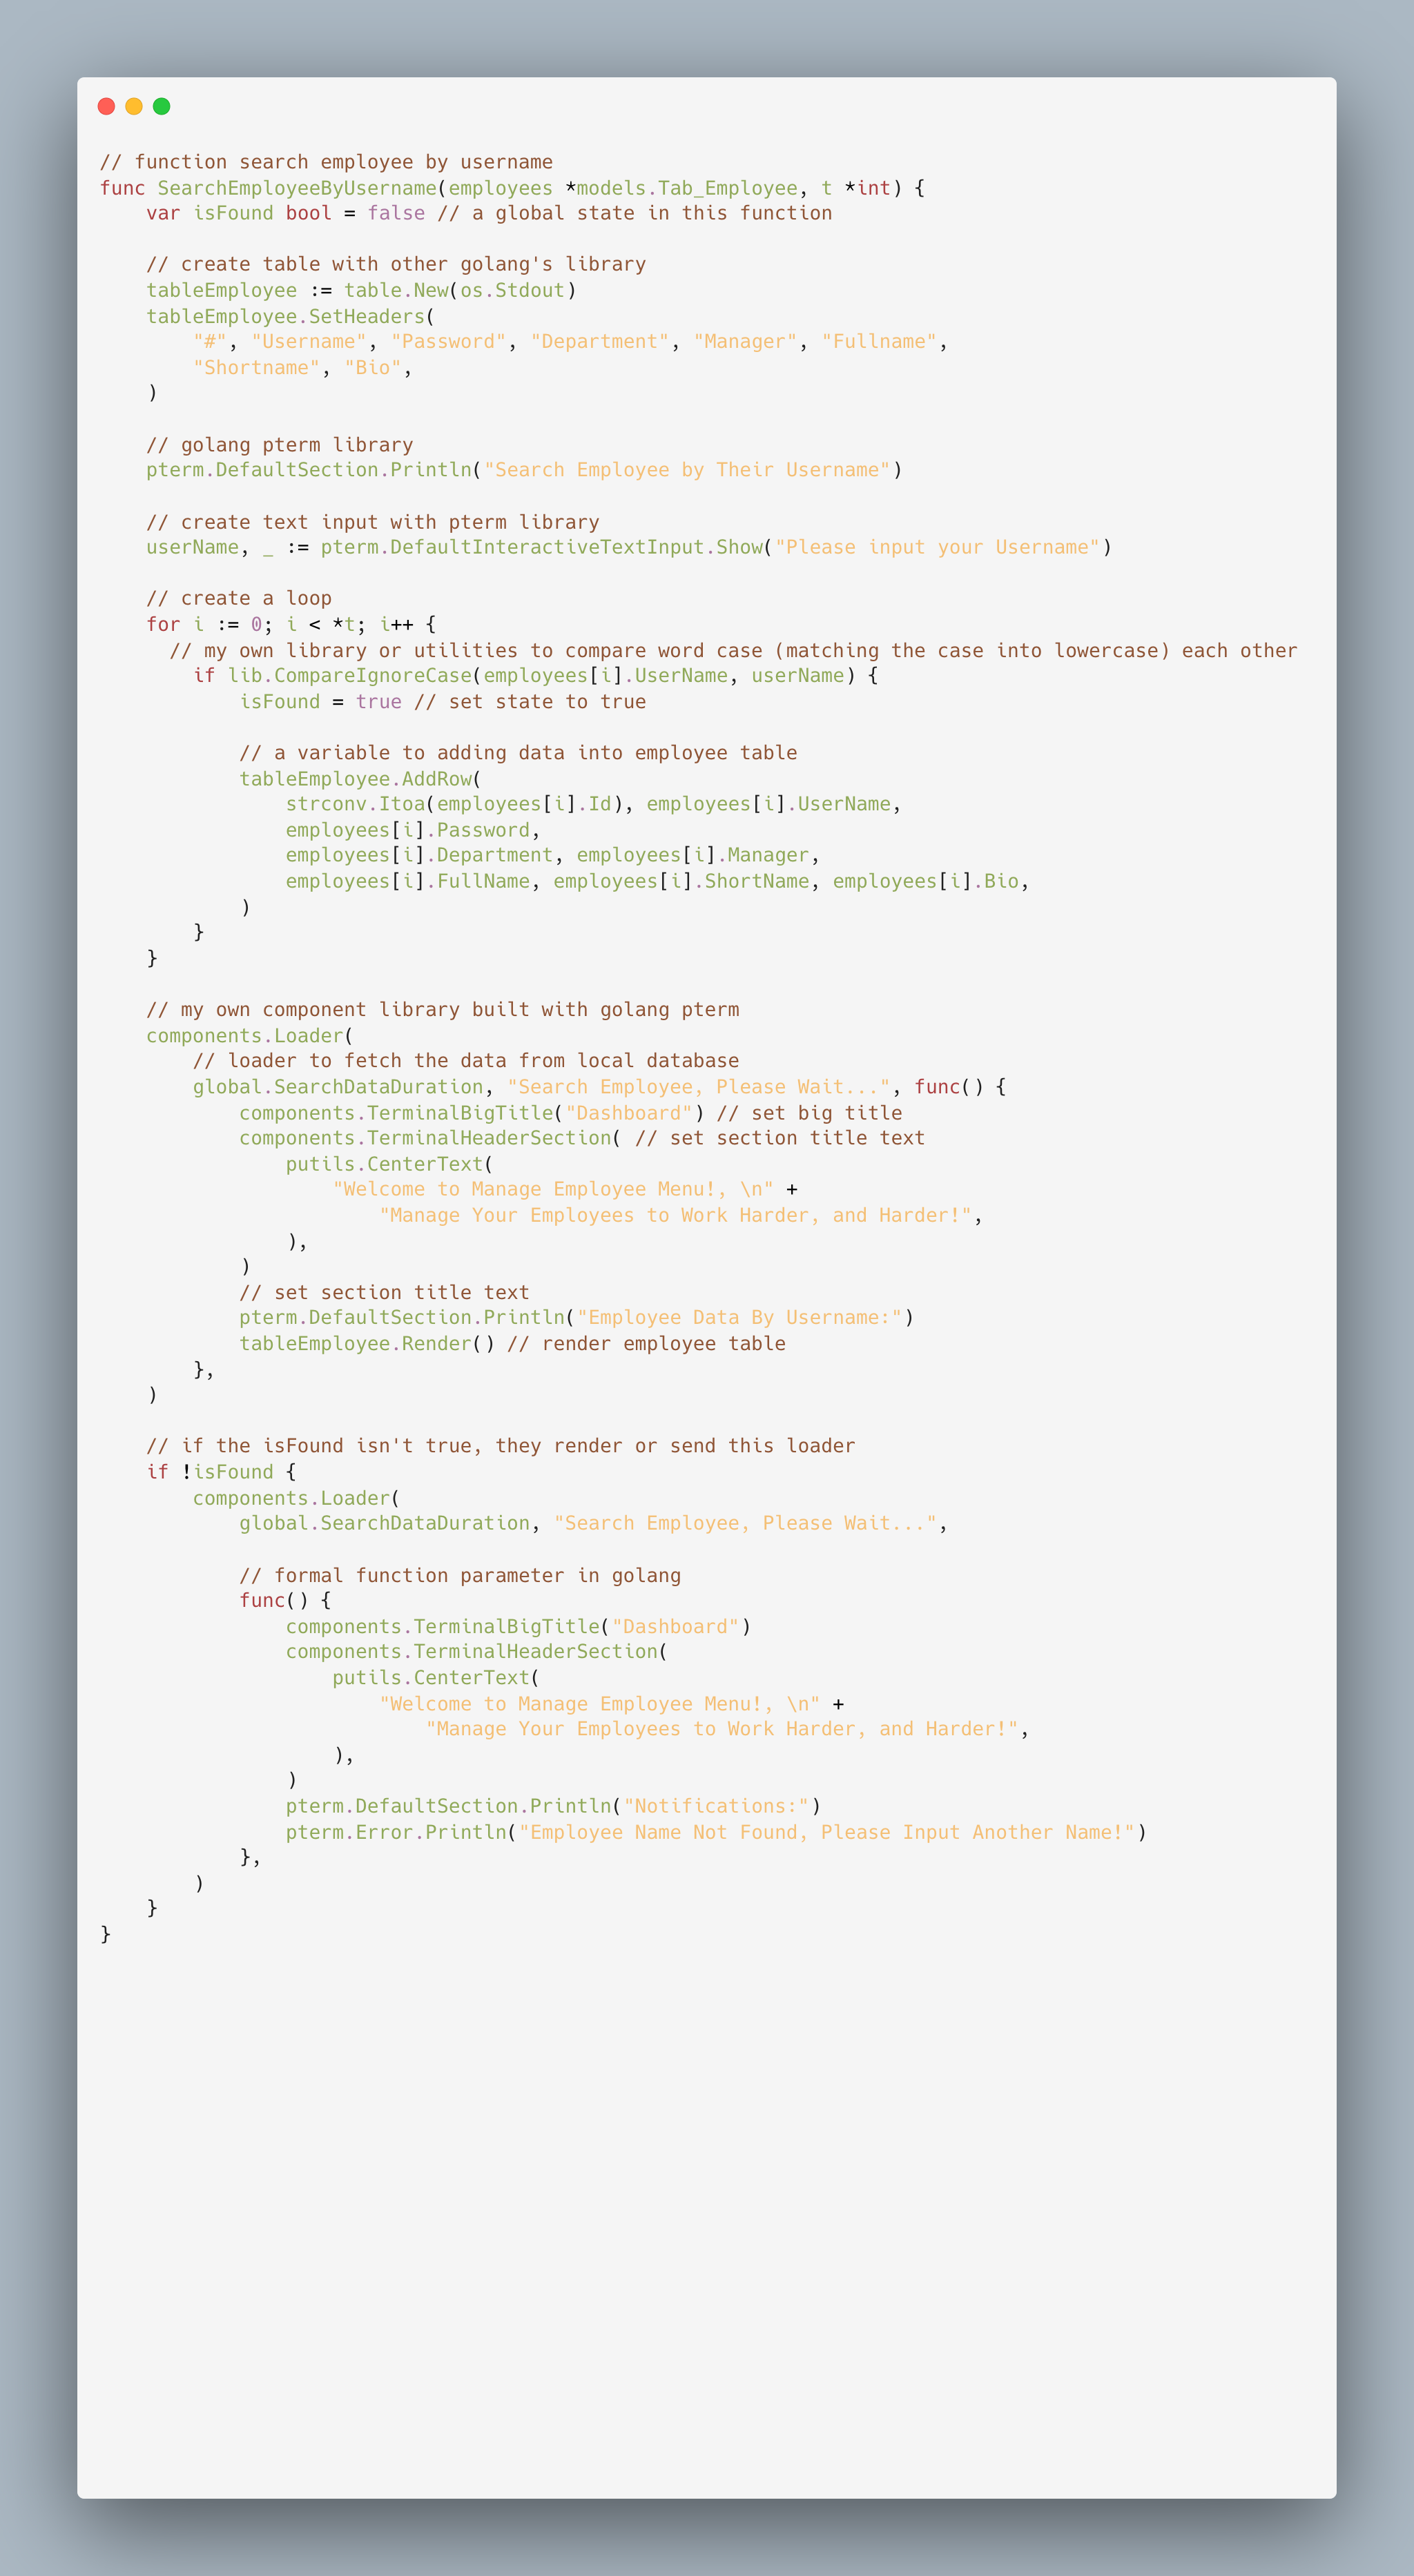 // function search employee by username
func SearchEmployeeByUsername(employees *models.Tab_Employee, t *int) {
    var isFound bool = false // a global state in this function

    // create table with other golang's library
    tableEmployee := table.New(os.Stdout)
    tableEmployee.SetHeaders(
        "#", "Username", "Password", "Department", "Manager", "Fullname",
        "Shortname", "Bio",
    )

    // golang pterm library
    pterm.DefaultSection.Println("Search Employee by Their Username")

    // create text input with pterm library
    userName, _ := pterm.DefaultInteractiveTextInput.Show("Please input your Username")

    // create a loop
    for i := 0; i < *t; i++ {
      // my own library or utilities to compare word case (matching the case into lowercase) each other
        if lib.CompareIgnoreCase(employees[i].UserName, userName) {
            isFound = true // set state to true

            // a variable to adding data into employee table
            tableEmployee.AddRow(
                strconv.Itoa(employees[i].Id), employees[i].UserName,
                employees[i].Password,
                employees[i].Department, employees[i].Manager,
                employees[i].FullName, employees[i].ShortName, employees[i].Bio,
            )
        }
    }

    // my own component library built with golang pterm
    components.Loader(
        // loader to fetch the data from local database
        global.SearchDataDuration, "Search Employee, Please Wait...", func() {
            components.TerminalBigTitle("Dashboard") // set big title
            components.TerminalHeaderSection( // set section title text
                putils.CenterText(
                    "Welcome to Manage Employee Menu!, \n" +
                        "Manage Your Employees to Work Harder, and Harder!",
                ),
            )
            // set section title text
            pterm.DefaultSection.Println("Employee Data By Username:")
            tableEmployee.Render() // render employee table
        },
    )

    // if the isFound isn't true, they render or send this loader
    if !isFound {
        components.Loader(
            global.SearchDataDuration, "Search Employee, Please Wait...",

            // formal function parameter in golang
            func() {
                components.TerminalBigTitle("Dashboard")
                components.TerminalHeaderSection(
                    putils.CenterText(
                        "Welcome to Manage Employee Menu!, \n" +
                            "Manage Your Employees to Work Harder, and Harder!",
                    ),
                )
                pterm.DefaultSection.Println("Notifications:")
                pterm.Error.Println("Employee Name Not Found, Please Input Another Name!")
            },
        )
    }
}